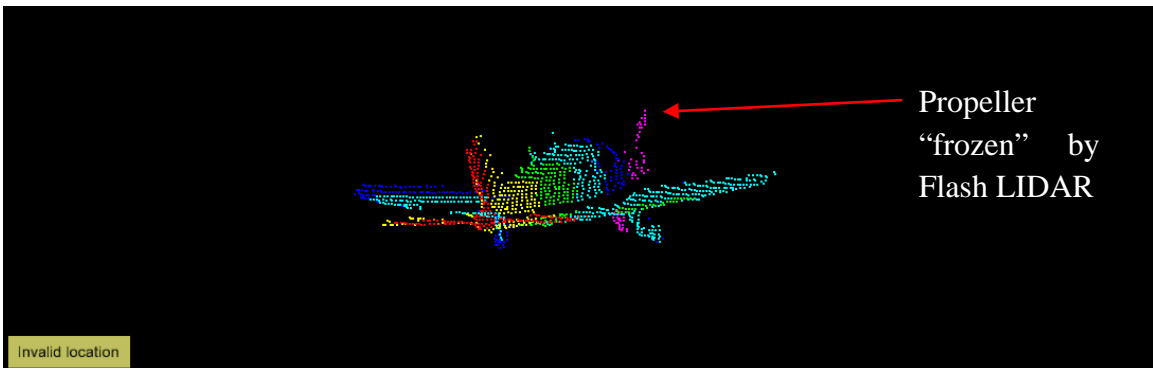 Propeller
“frozen” by
Flash LIDAR
Invalid location